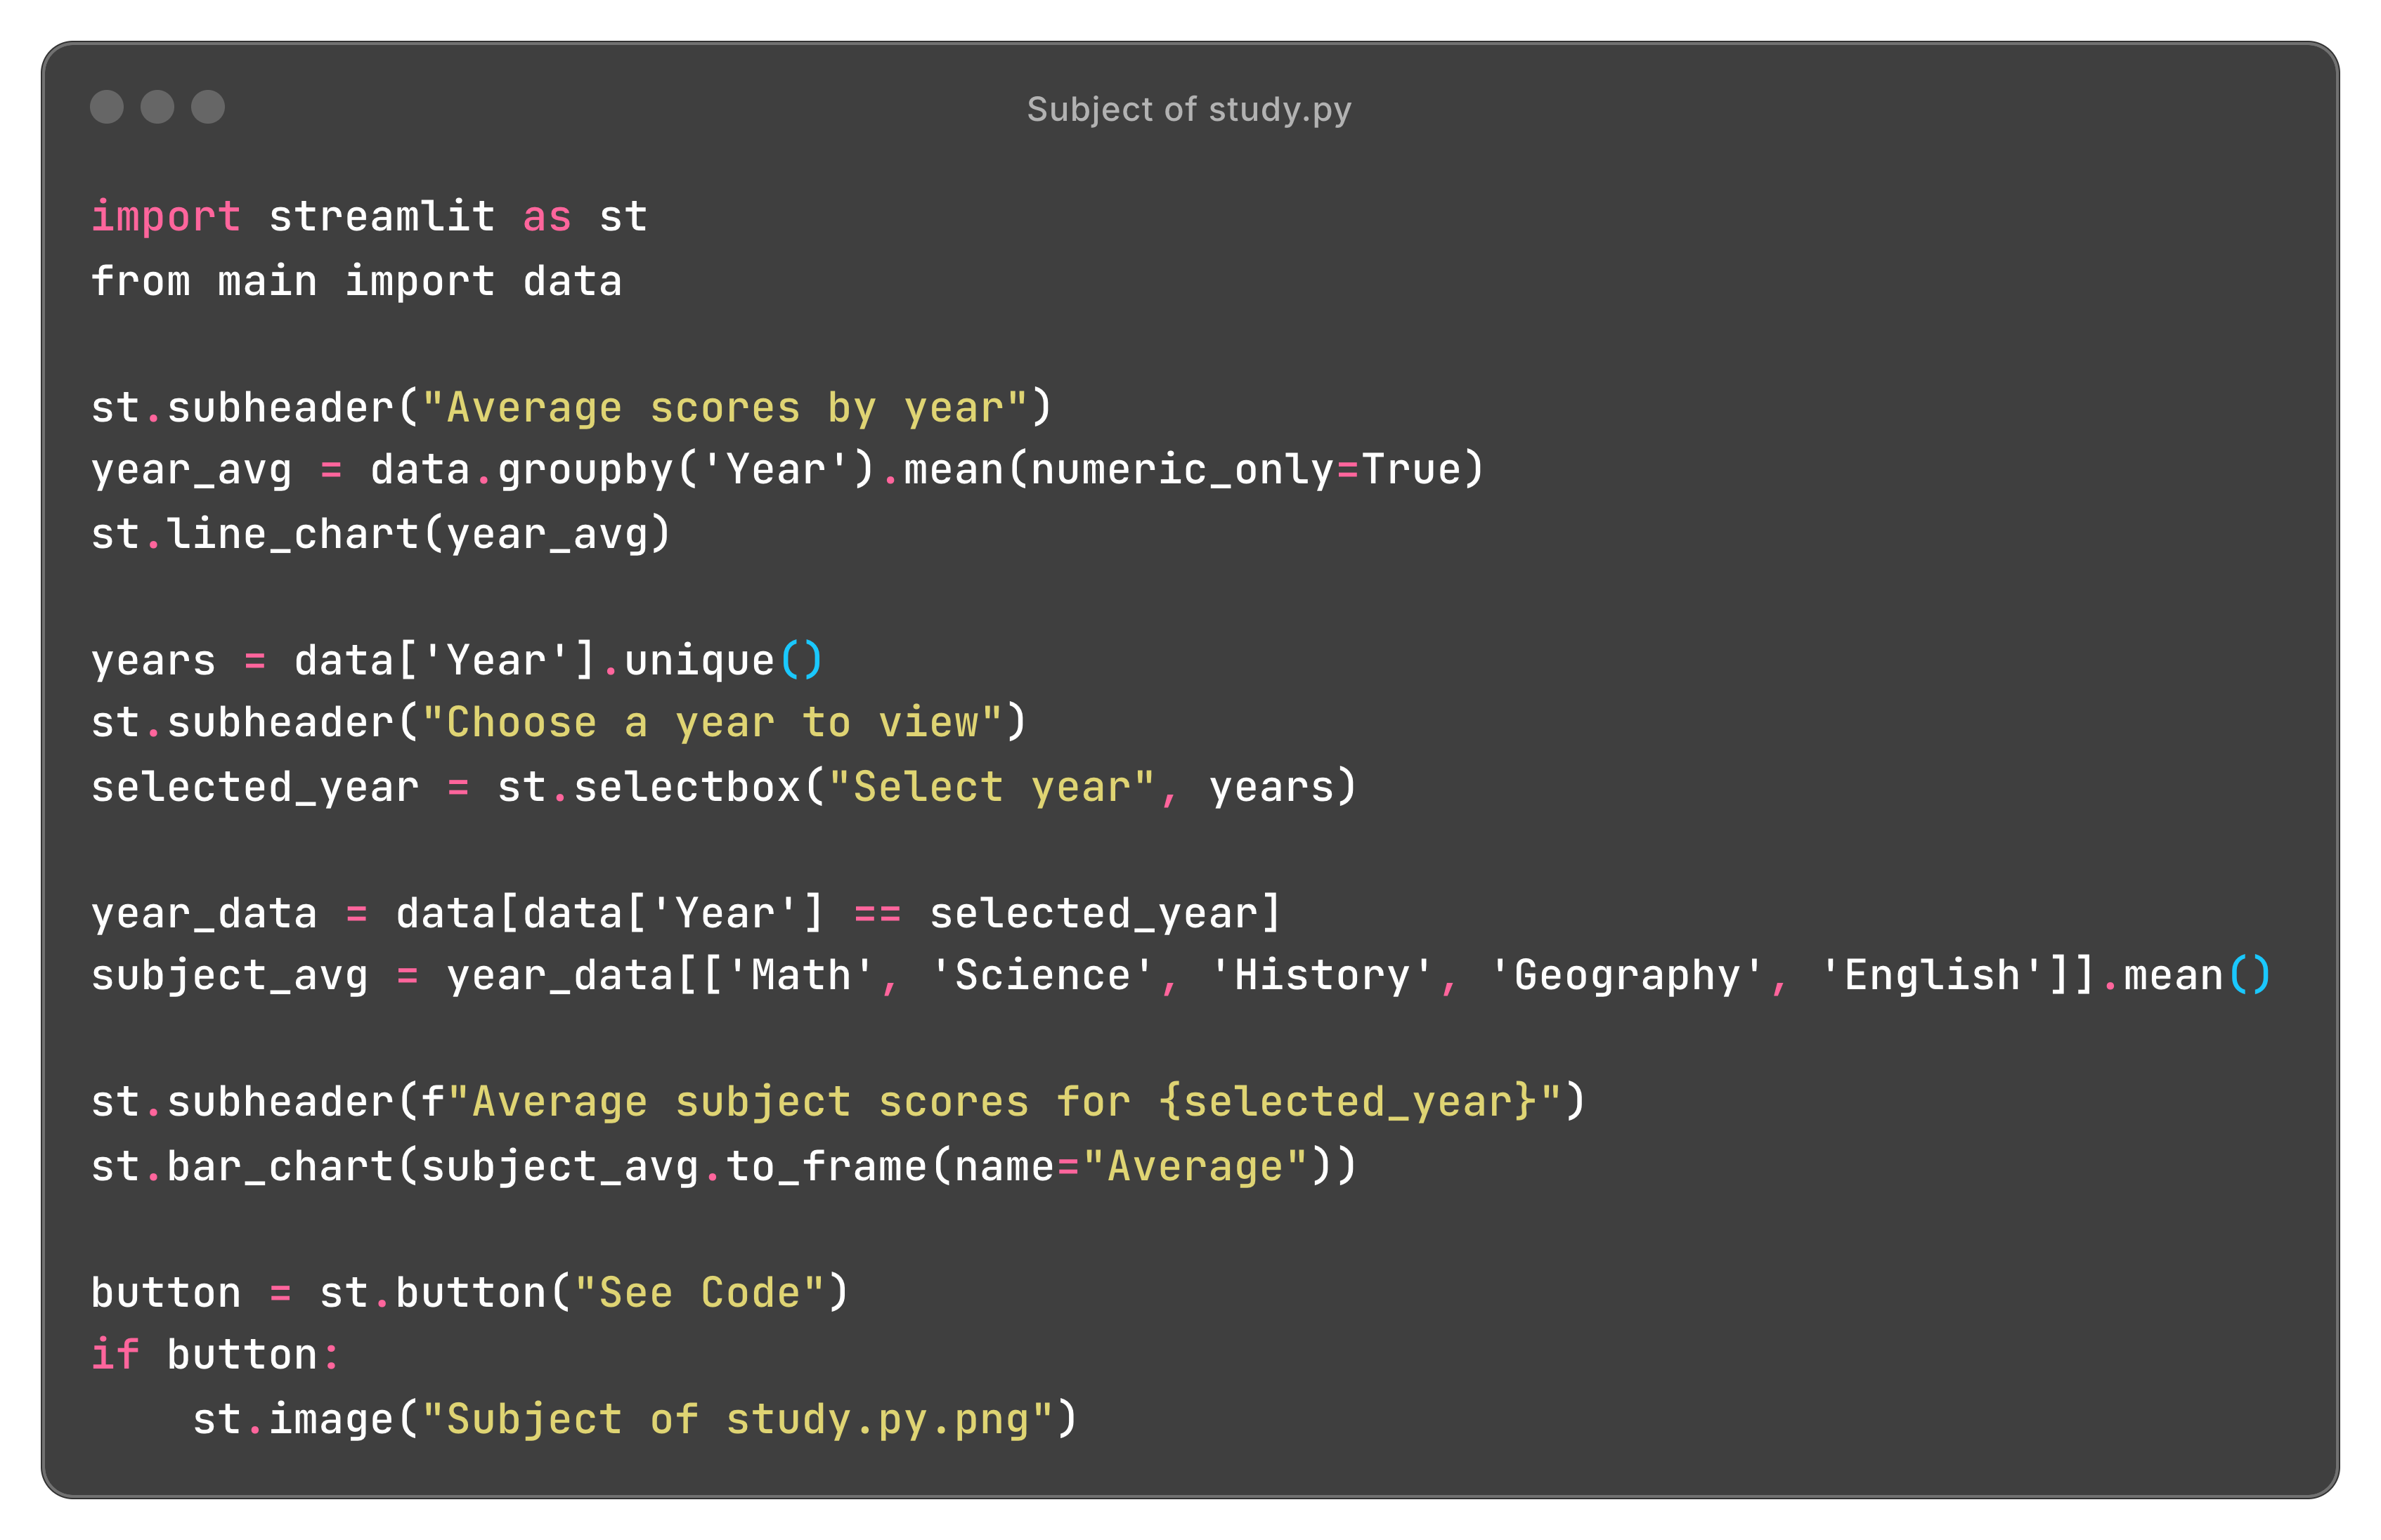 Subject of study.py
import streamlit as st
from main import data
st.subheader("Average scores by year")
year_avg = data.groupby('Year').mean(numeric_only=True)
st.line_chart(year_avg)
years = data['Year'].unique()
st.subheader("Choose a year to view")
selected_year = st.selectbox("Select year", years)
year_data = data[data['Year'] == selected_year]
subject_avg = year_data[['Math', 'Science', 'History', 'Geography', 'English']].mean()
st.subheader(f"Average subject scores for {selected_year}")
st.bar_chart(subject_avg.to_frame(name="Average"))
button = st.button("See Code")
if button:
    st.image("Subject of study.py.png")